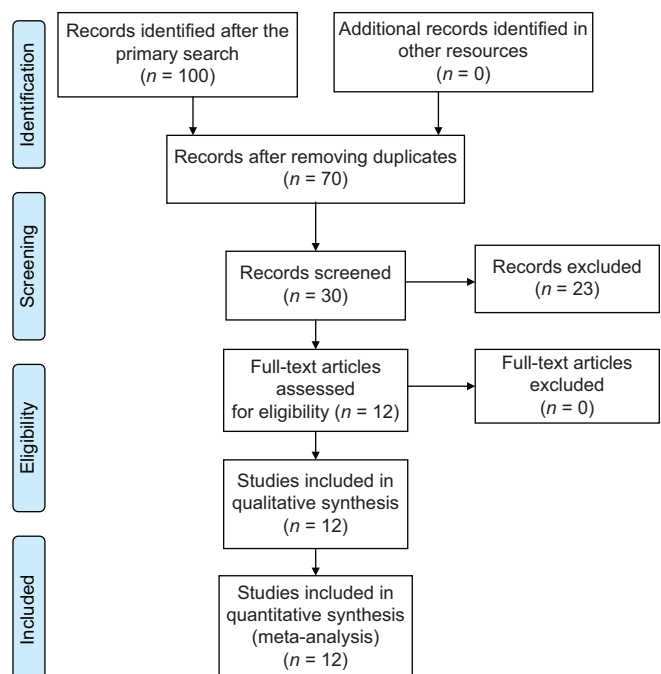 Identification
Records identified after the
primary search
(n = 100)
Additional records identified in
other resources
(n = 0)
Records after removing duplicates
(n = 70)
Screening
Records screened
(n = 30)
Records excluded
(n = 23)
Eligibility
Full-text articles
assessed
for eligibility (n = 12)
Full-text articles
excluded
(n = 0)
Studies included in
qualitative synthesis
(n = 12)
Included
Studies included in
quantitative synthesis
(meta-analysis)
(n = 12)